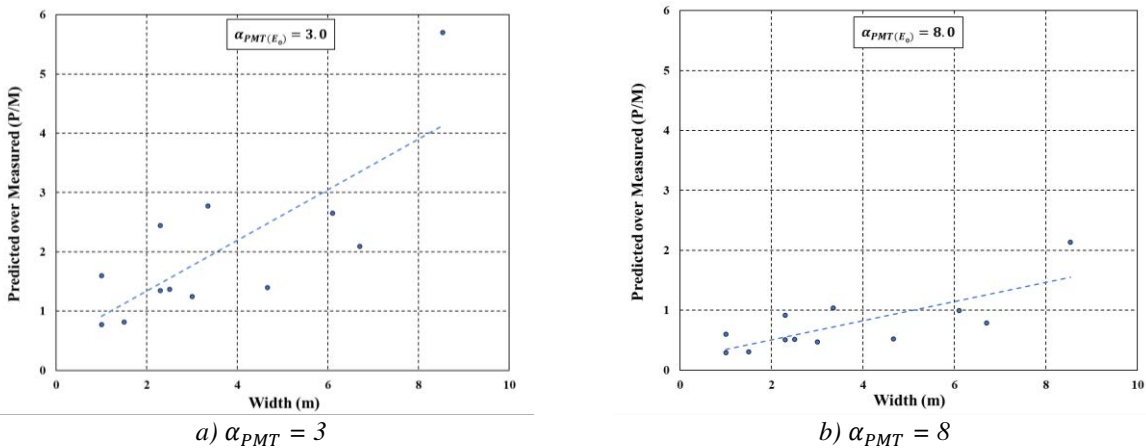 6
5
4
3
2
1
0
Predicted over Measured (P/M)
α_PMT(E₀) = 3.0
0 2 4 6 8 10
Width (m)
a) α_PMT = 3
6
5
4
3
2
1
0
Predicted over Measured (P/M)
α_PMT(E₀) = 8.0
0 2 4 6 8 10
Width (m)
b) α_PMT = 8